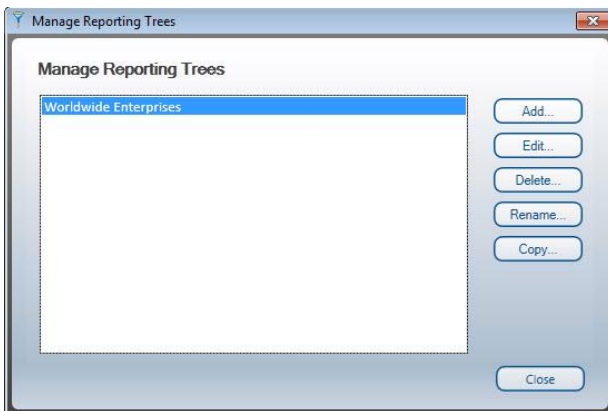 Manage Reporting Trees
Manage Reporting Trees
Worldwide Enterprises
Add...
Edit...
Delete...
Rename...
Copy...
Close